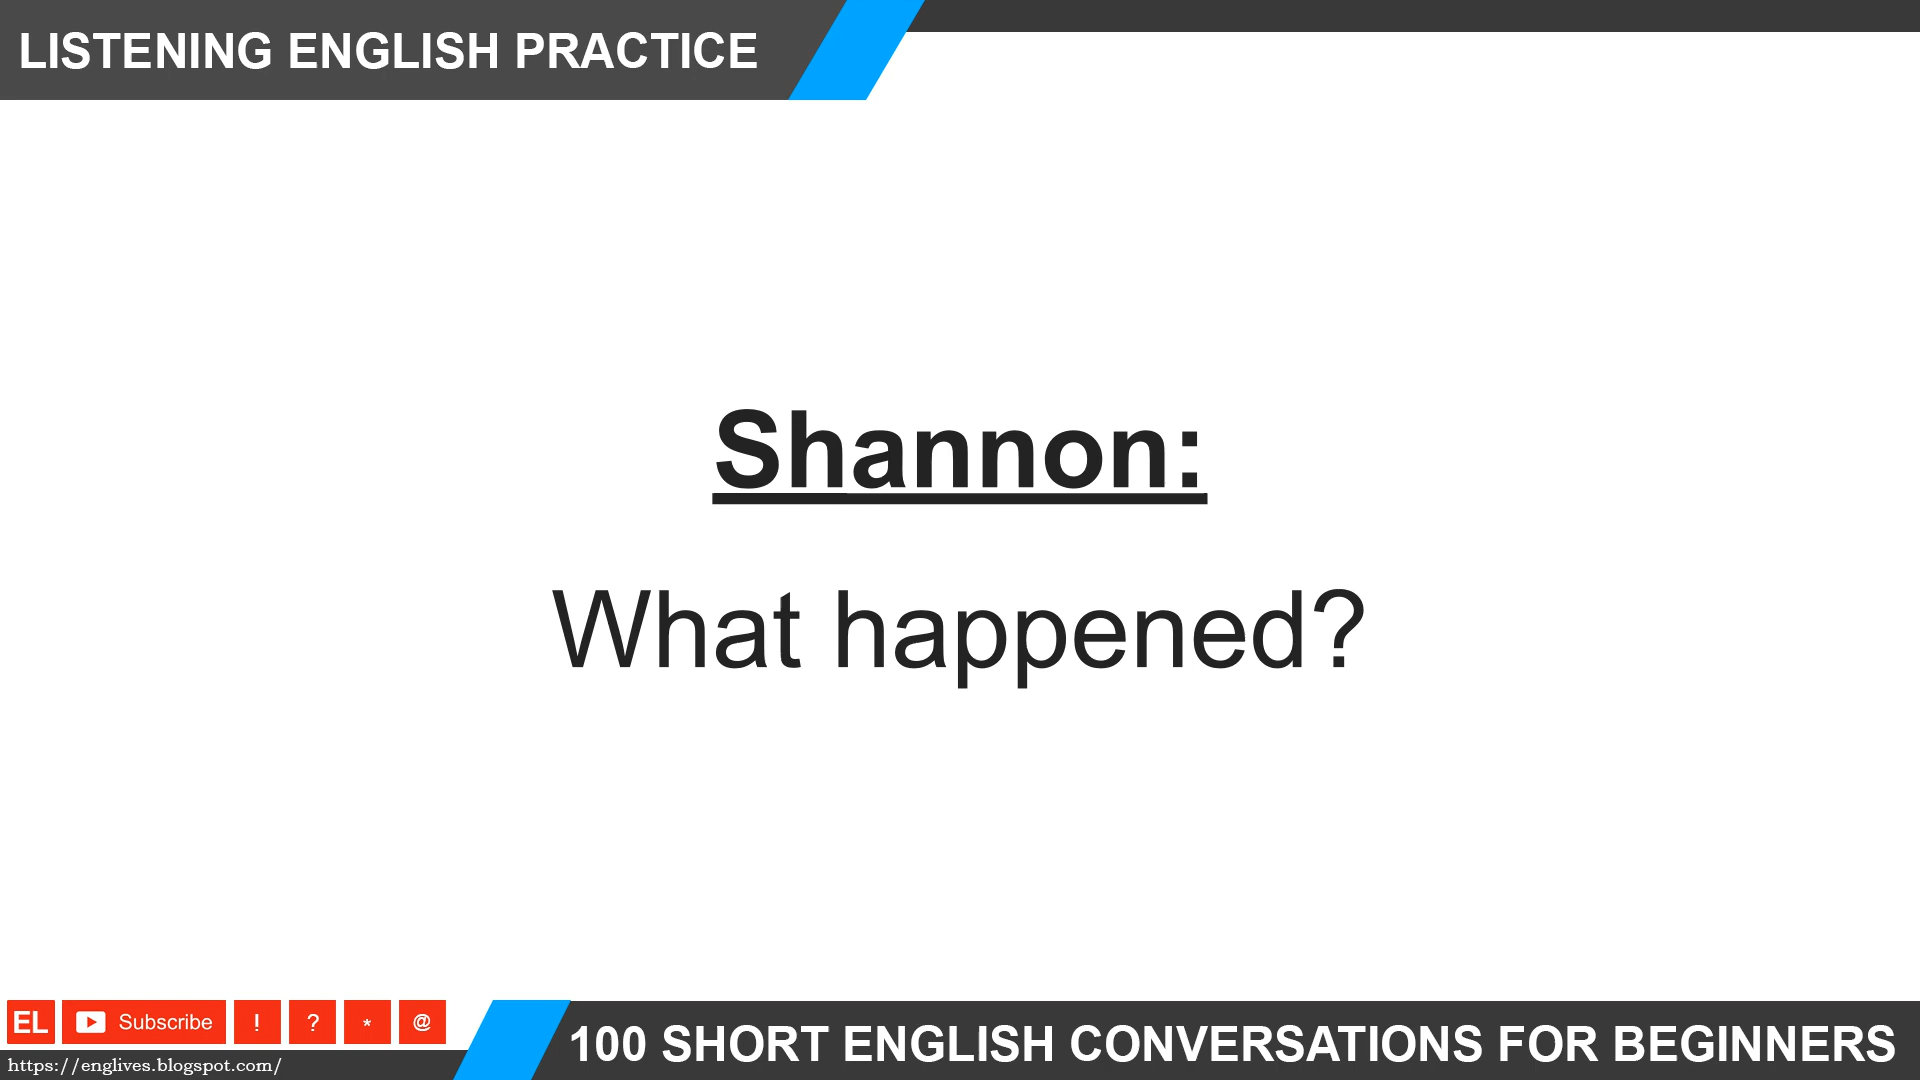 LISTENING ENGLISH PRACTICE
Shannon:
What happened?
EL Subscribe ! ? * @
https://englives.blogspot.com/
100 SHORT ENGLISH CONVERSATIONS FOR BEGINNERS